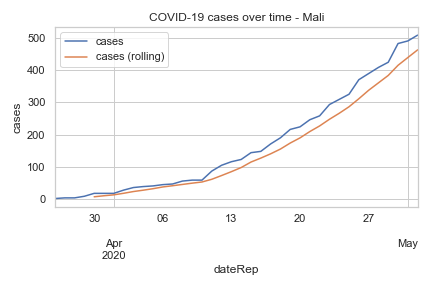 COVID-19 cases over time - Mali
cases
cases (rolling)
500
400
300
200
100
0
cases
30
06
13
20
27
Apr
May
2020
dateRep